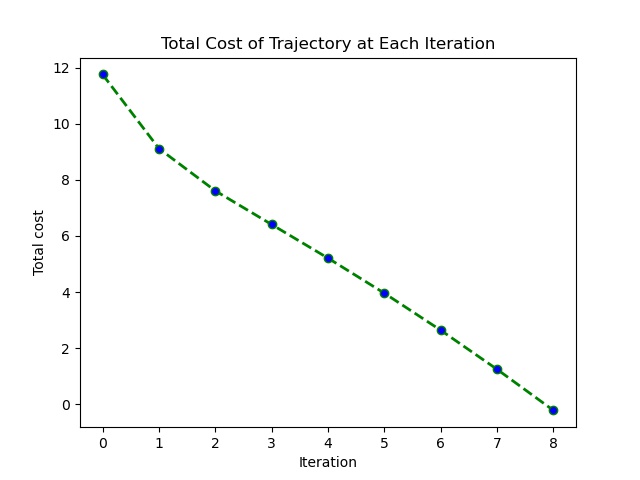 Total Cost of Trajectory at Each Iteration
12
10
8
6
4
2
0
Total cost
0 1 2 3 4 5 6 7 8
Iteration